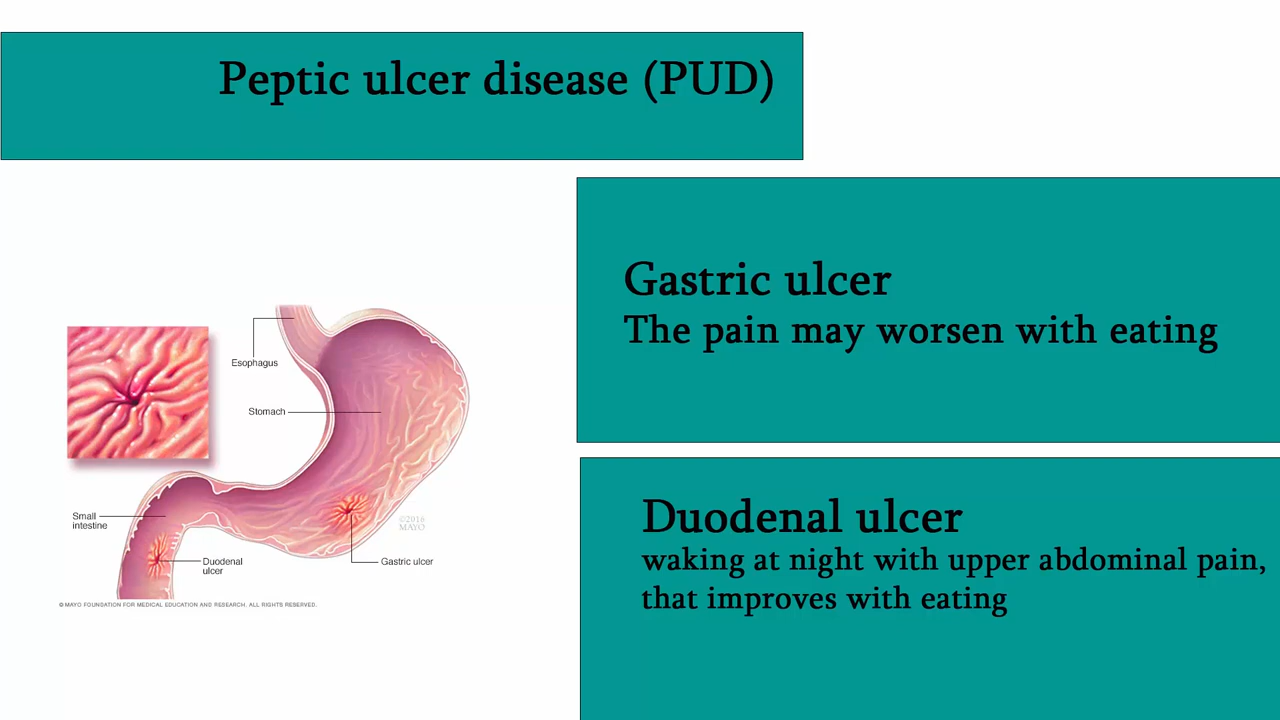 Peptic ulcer disease (PUD)
Gastric ulcer
The pain may worsen with eating
Duodenal ulcer
waking at night with upper abdominal pain,
that improves with eating
Esophagus
Stomach
Small
intestine
Duodenal
ulcer
Gastric ulcer
©2016
MAYO
© MAYO FOUNDATION FOR MEDICAL EDUCATION AND RESEARCH. ALL RIGHTS RESERVED.